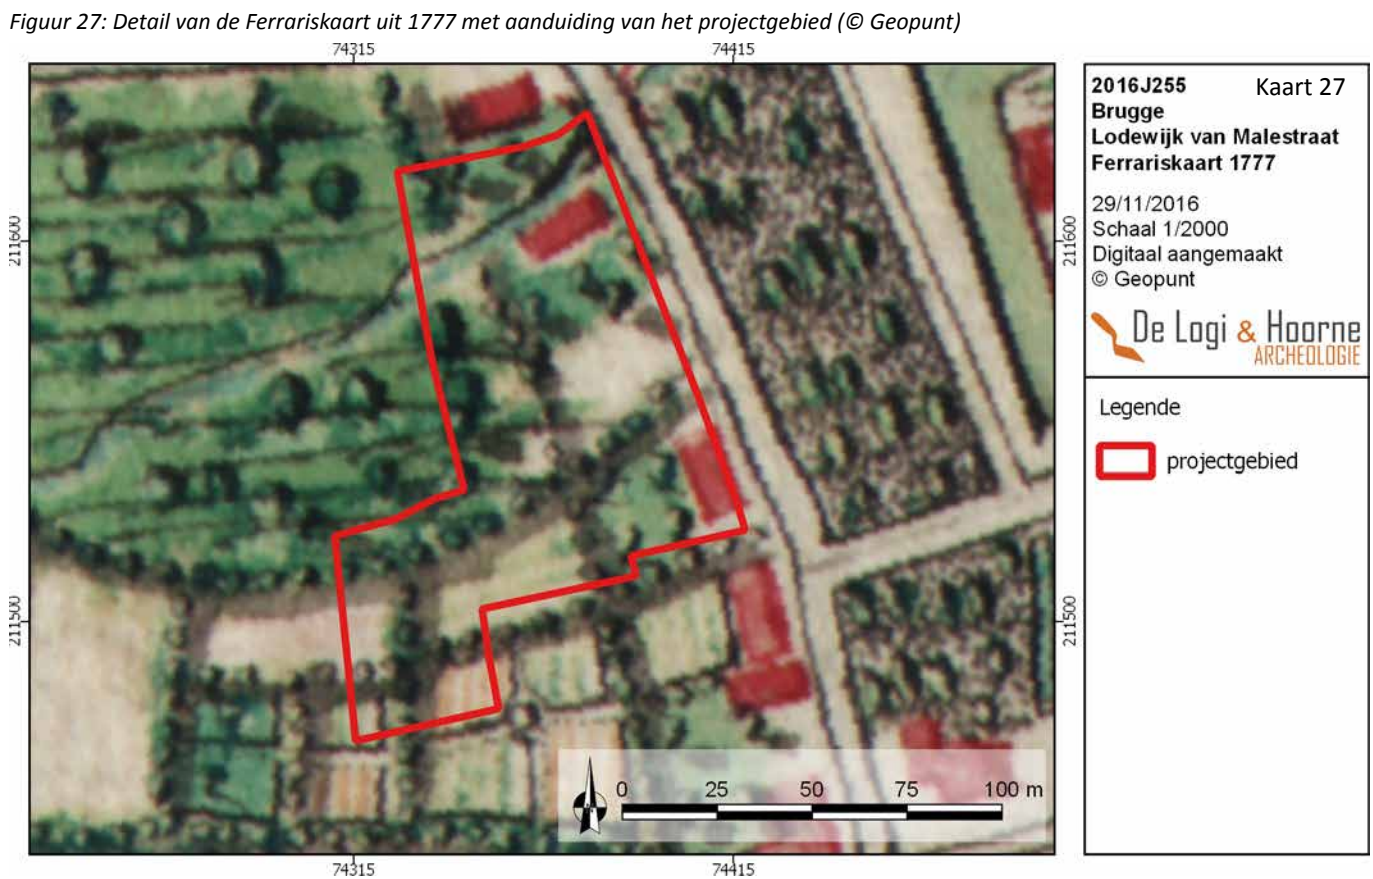 Figuur 27: Detail van de Ferrariskaart uit 1777 met aanduiding van het projectgebied (© Geopunt)
74315
74415
2016J255
Kaart 27
Brugge
Lodewijk van Malestraat
Ferrariskaart 1777
29/11/2016
Schaal 1/2000
Digitaal aangemaakt
© Geopunt
De Logi & Hoorne
ARCHEOLOGIE
Legende
projectgebied
211600
211600
211500
211500
0 25 50 75 100 m
74315
74415